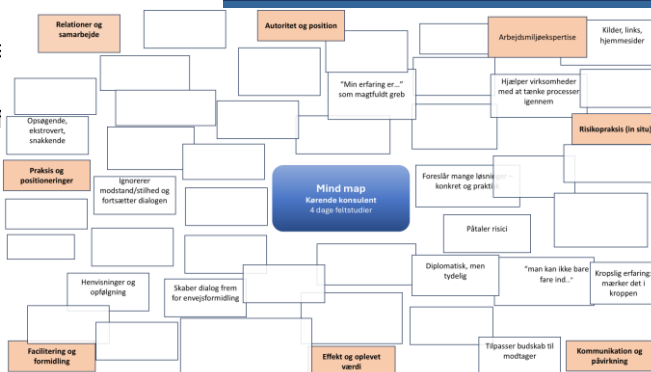 Relationer og
samarbejde
Autoritet og position
Arbejdsmiljøekspertise
Kilder, links,
hjemmesider
"Min erfaring er…"
som magtfuldt greb
Hjælper virksomheder
med at tænke processer
igennem
Opsøgende,
ekstrovert,
snakkende
Risikopraksis (in situ)
Praksis og
positioneringer
Ignorerer
modstand/stilhed og
fortsætter dialogen
Mind map
Kørende konsulent
4 dage feltstudier
Foreslår mange løsninger –
konkret og
Påtaler risici
Henvisninger og
opfølgning
Skaber dialog frem
for envejsformidling
Diplomatisk, men
tydelig
"man kan ikke bare
fare ind…"
Kropslig erfaring:
mærker det i
kroppen
Facilitering og
formidling
Effekt og oplevet
værdi
Tilpasser budskab til
modtager
Kommunikation og
påvirkning